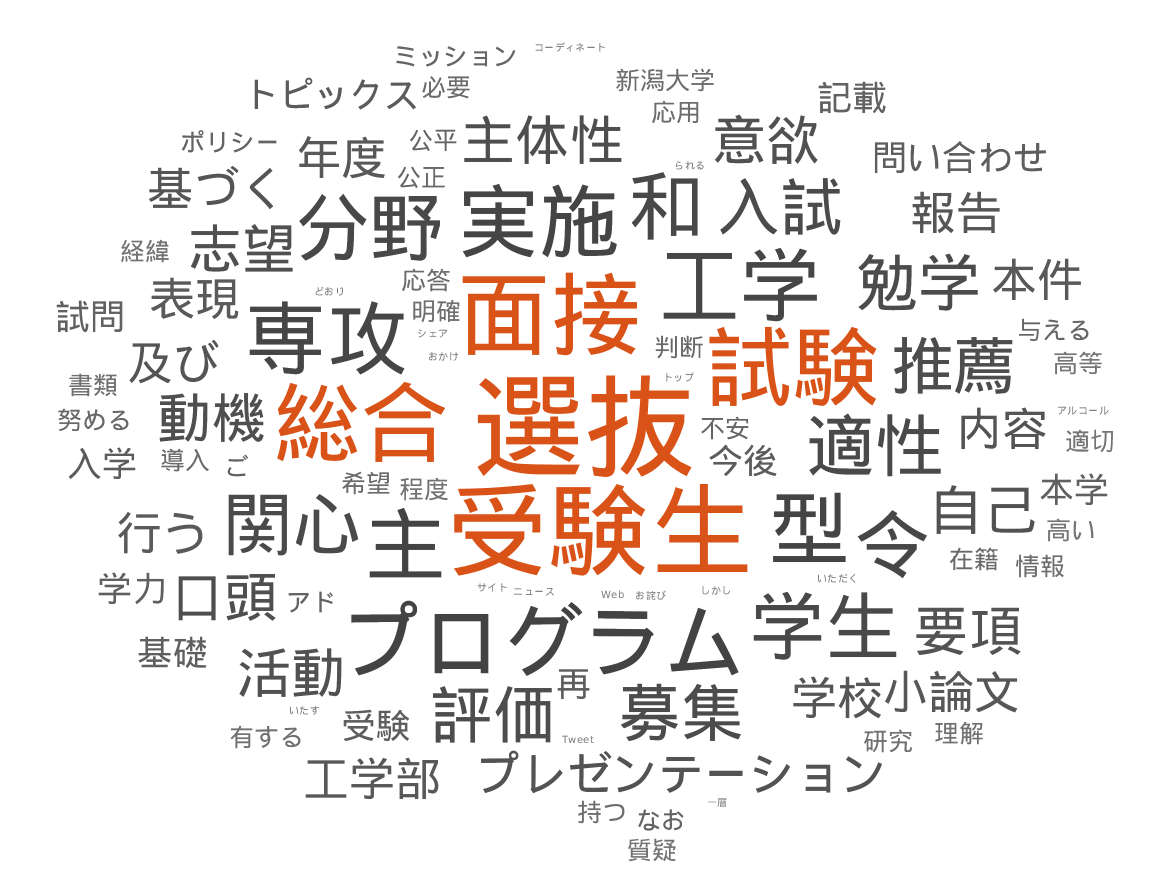 コーディネート
ミッション
トピックス
必要
新潟大学
記載
応用
ポリシー
年度
公平
主体性
意欲
問い合わせ
基づく
公正
られる
分野
実施
和
入試
報告
経緯
志望
応答
工学
勉学
本件
どおり
表現
明確
面接
試問
専攻
シェア
判断
試験
推薦
与える
高等
おかけ
及び
トップ
書類
努める
動機
総合
選抜
不安
適性
内容
アルコール
適切
今後
入学
導入
ご
希望
程度
行う
関心
主
受験生
型
令
自己
本学
高い
在籍
情報
学力
口頭
アド
サイト
ニュース
Web
お詫び
しかし
いただく
プログラム
学生
要項
基礎
活動
再
いたす
受験
評価
募集
学校
小論文
有する
Tweet
研究
理解
工学部
プレゼンテーション
持つ
なお
一層
質疑